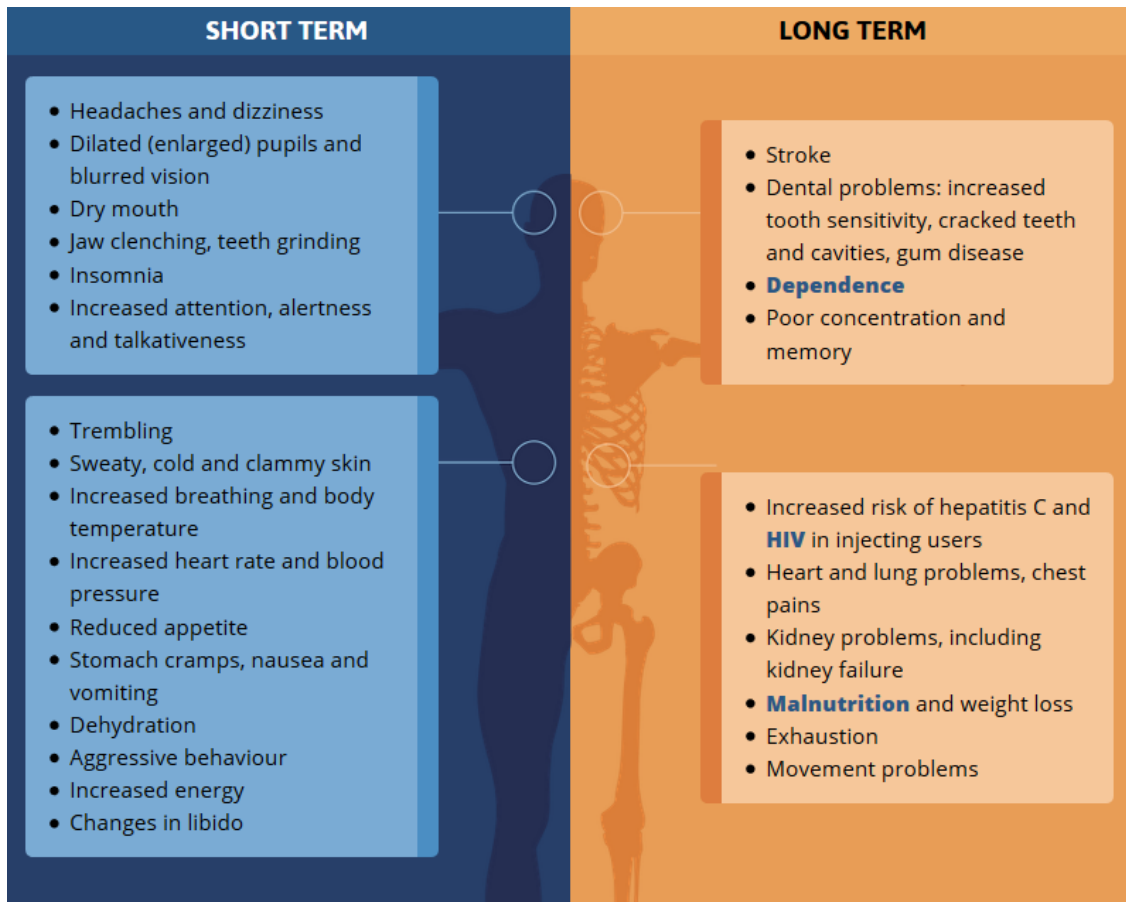 SHORT TERM
• Headaches and dizziness
• Dilated (enlarged) pupils and
blurred vision
• Dry mouth
• Jaw clenching, teeth grinding
• Insomnia
• Increased attention, alertness
and talkativeness
• Trembling
• Sweaty, cold and clammy skin
• Increased breathing and body
temperature
• Increased heart rate and blood
pressure
• Reduced appetite
• Stomach cramps, nausea and
vomiting
• Dehydration
• Aggressive behaviour
• Increased energy
• Changes in libido
LONG TERM
• Stroke
• Dental problems: increased
tooth sensitivity, cracked teeth
and cavities, gum disease
• Dependence
• Poor concentration and
memory
• Increased risk of hepatitis C and
HIV in injecting users
• Heart and lung problems, chest
pains
• Kidney problems, including
kidney failure
• Malnutrition and weight loss
• Exhaustion
• Movement problems